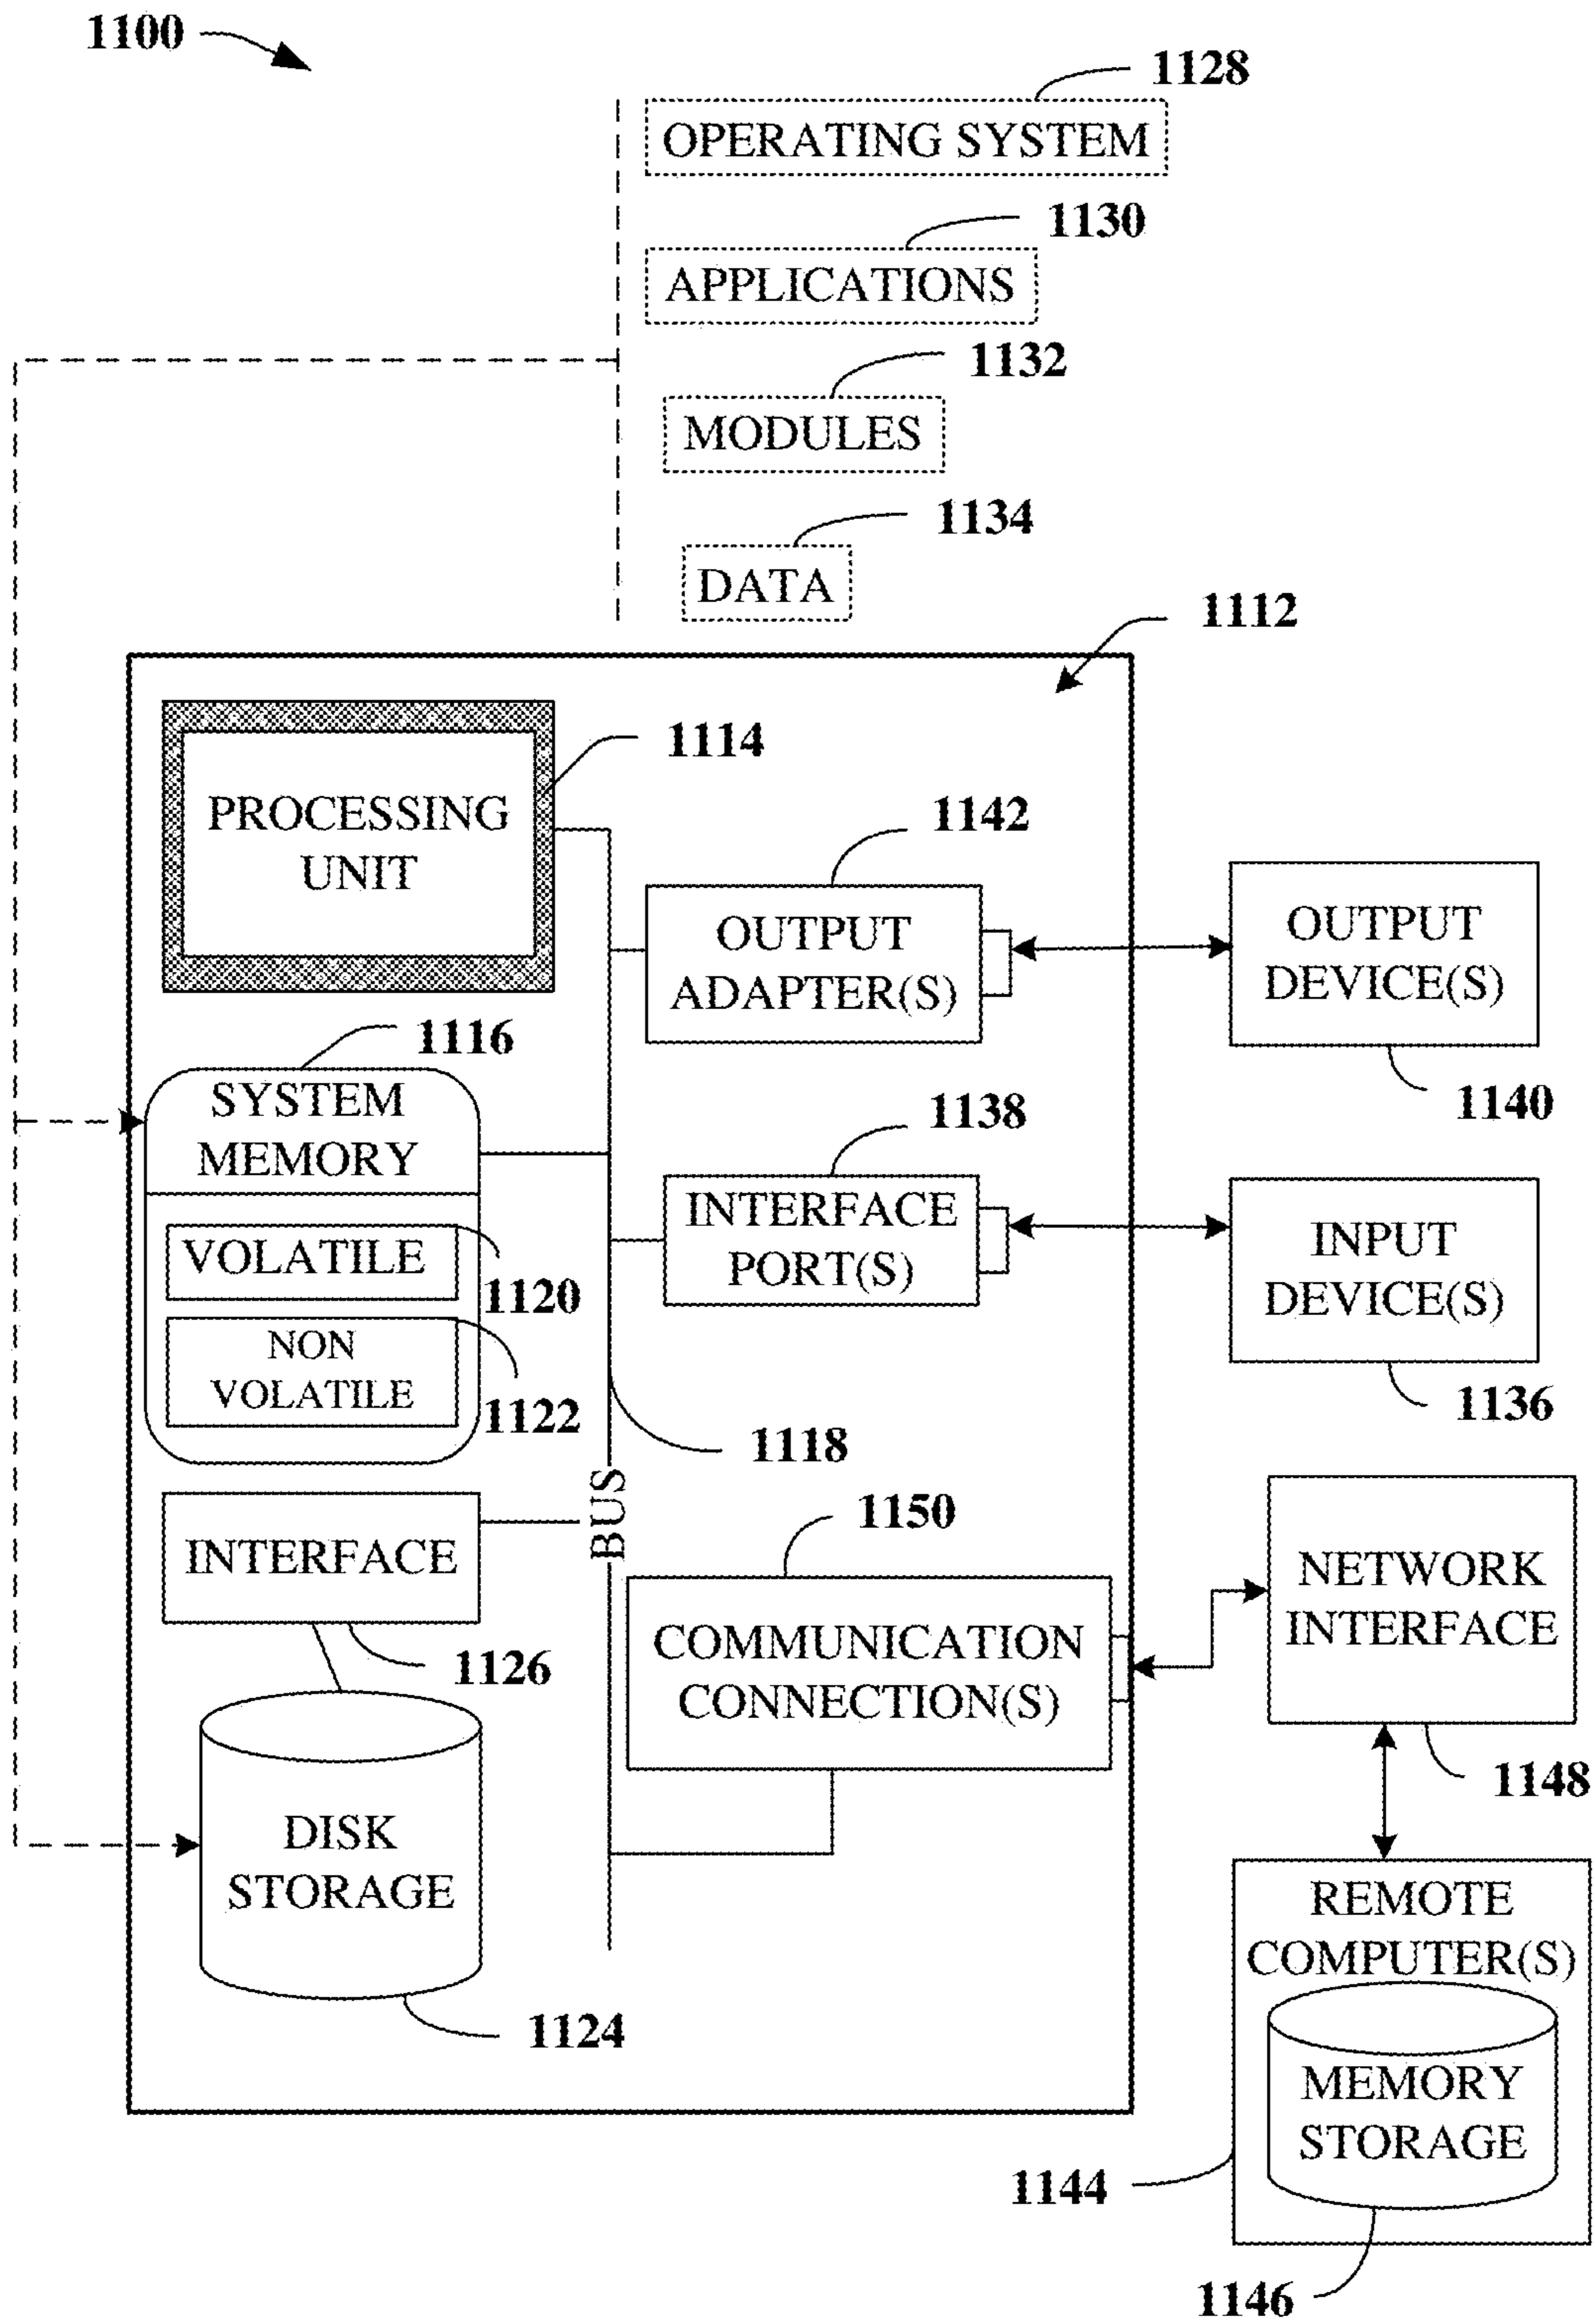 1100
1128
OPERATING SYSTEM
1130
APPLICATIONS
1132
MODULES
1134
DATA
1112
1114
PROCESSING
UNIT
1142
OUTPUT
ADAPTER(S)
OUTPUT
DEVICE(S)
1140
1116
SYSTEM
MEMORY
VOLATILE
1120
NON
VOLATILE
1122
1138
INTERFACE
PORT(S)
INPUT
DEVICE(S)
1136
1118
BUS
INTERFACE
1126
1150
COMMUNICATION
CONNECTION(S)
NETWORK
INTERFACE
1148
DISK
STORAGE
1124
REMOTE
COMPUTER(S)
MEMORY
STORAGE
1144
1146